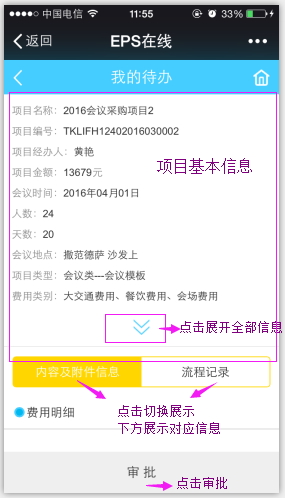 中国电信 11:55 33%
返回 EPS在线
我的待办
项目名称：2016会议采购项目2
项目编号：TKLIFH12402016030002
项目经办人：黄艳
项目基本信息
项目金额：13679元
会议时间：2016年04月01日
人数：24
天数：20
会议地点：撒范德萨 沙发上
项目类型：会议类---会议模板
费用类别：大交通费用、餐饮费用、会场费用
点击展开全部信息
内容及附件信息 流程记录
点击切换展示
下方展示对应信息
费用明细
审 批
点击审批